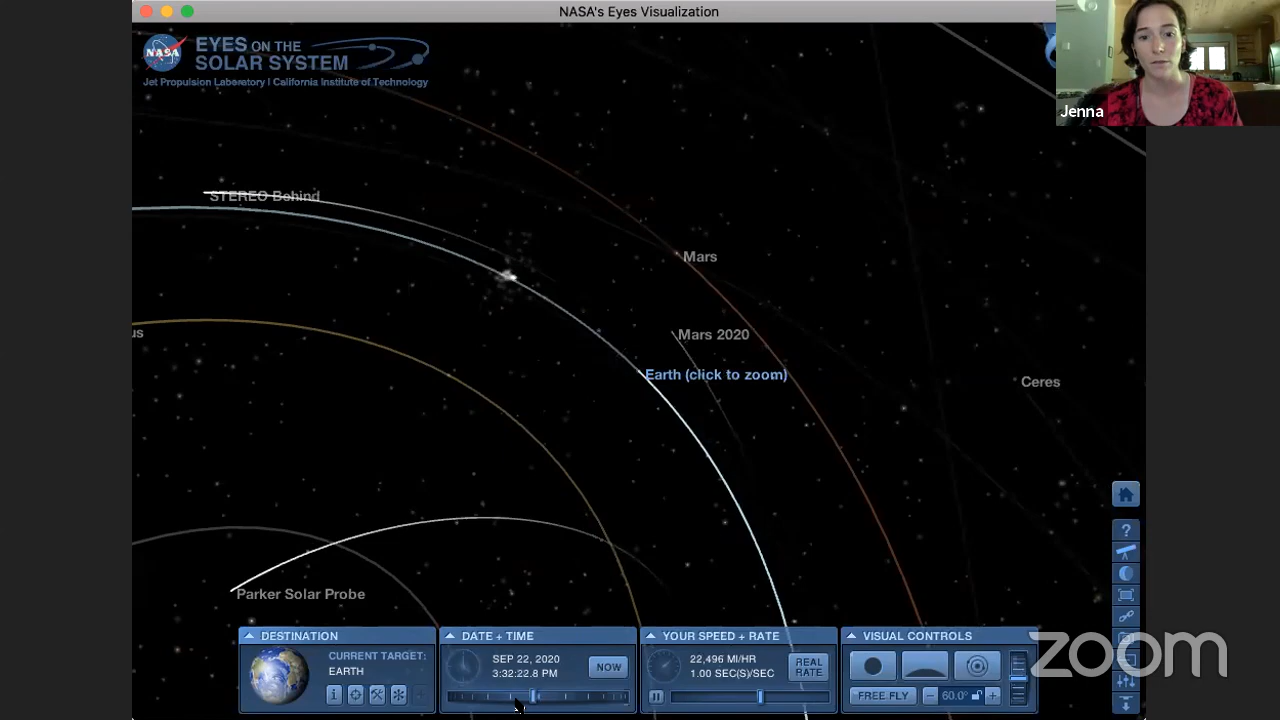 NASA's Eyes Visualization
NASA
EYES ON THE
SOLAR SYSTEM
Jet Propulsion Laboratory | California Institute of Technology
Jenna
STEREO Behind
Mars
us
Mars 2020
Earth (click to zoom)
Ceres
Parker Solar Probe
?
DESTINATION
CURRENT TARGET:
EARTH
DATE + TIME
SEP 22, 2020
3:32:22.8 PM
NOW
YOUR SPEED + RATE
22,496 MI/HR
1.00 SEC(S)/SEC
REAL
RATE
VISUAL CONTROLS
FREE FLY
60.0°
zoom